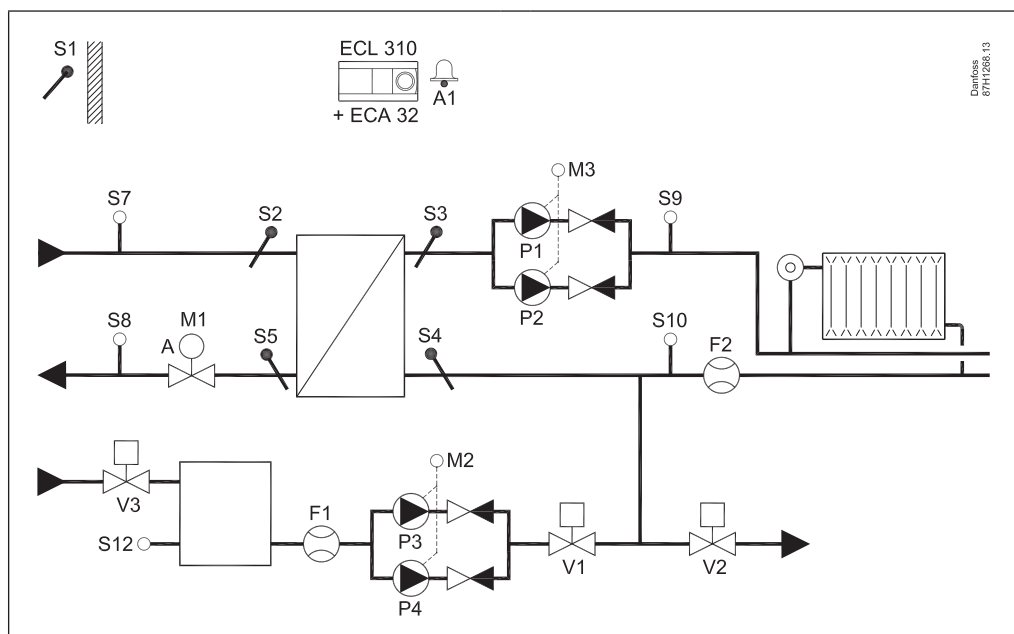 S1
ECL 310
A1
+ ECA 32
Danfoss
87H1268.13
M3
S7
S2
S3
S9
P1
P2
S8
M1
A
S5
S4
S10
F2
M2
V3
F1
P3
S12
V1
V2
P4